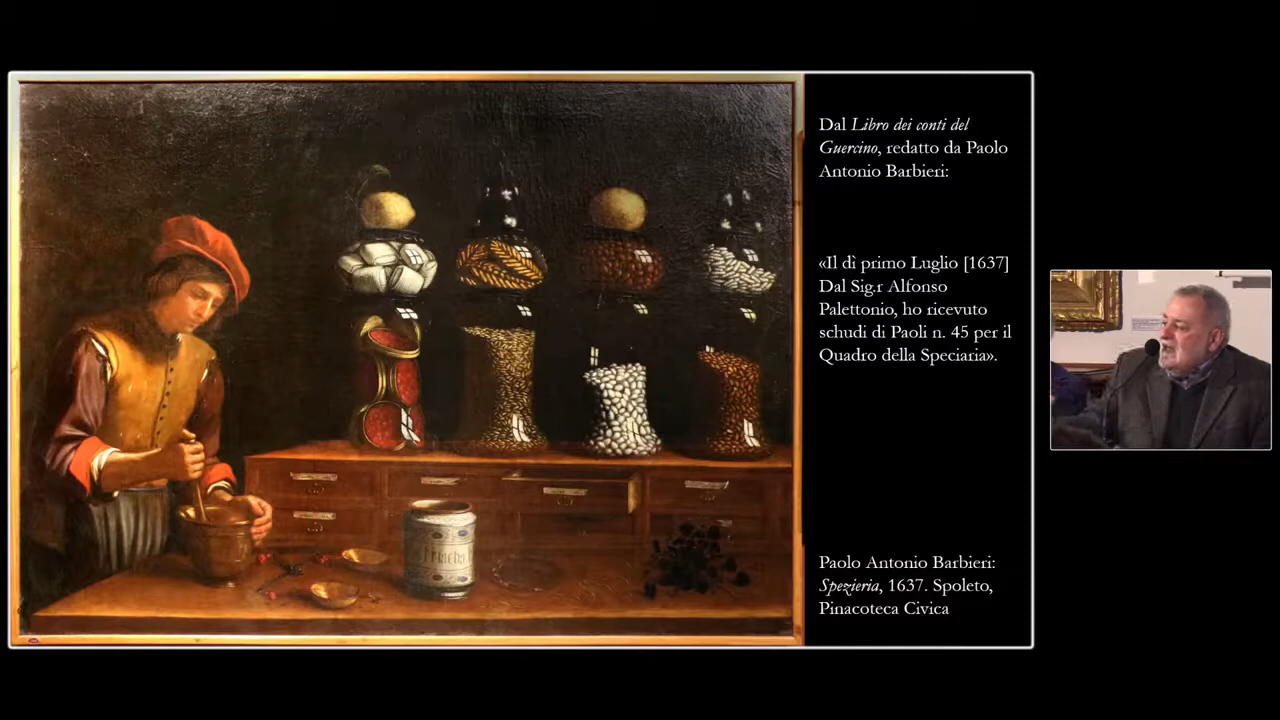 Dal Libro dei conti del
Guercino, redatto da Paolo
Antonio Barbieri:
«Il dì primo Luglio [1637]
Dal Sig.r Alfonso
Palettonio, ho ricevuto
schudi di Paoli n. 45 per il
Quadro della Speciaria».
Paolo Antonio Barbieri:
Spezieria, 1637. Spoleto,
Pinacoteca Civica